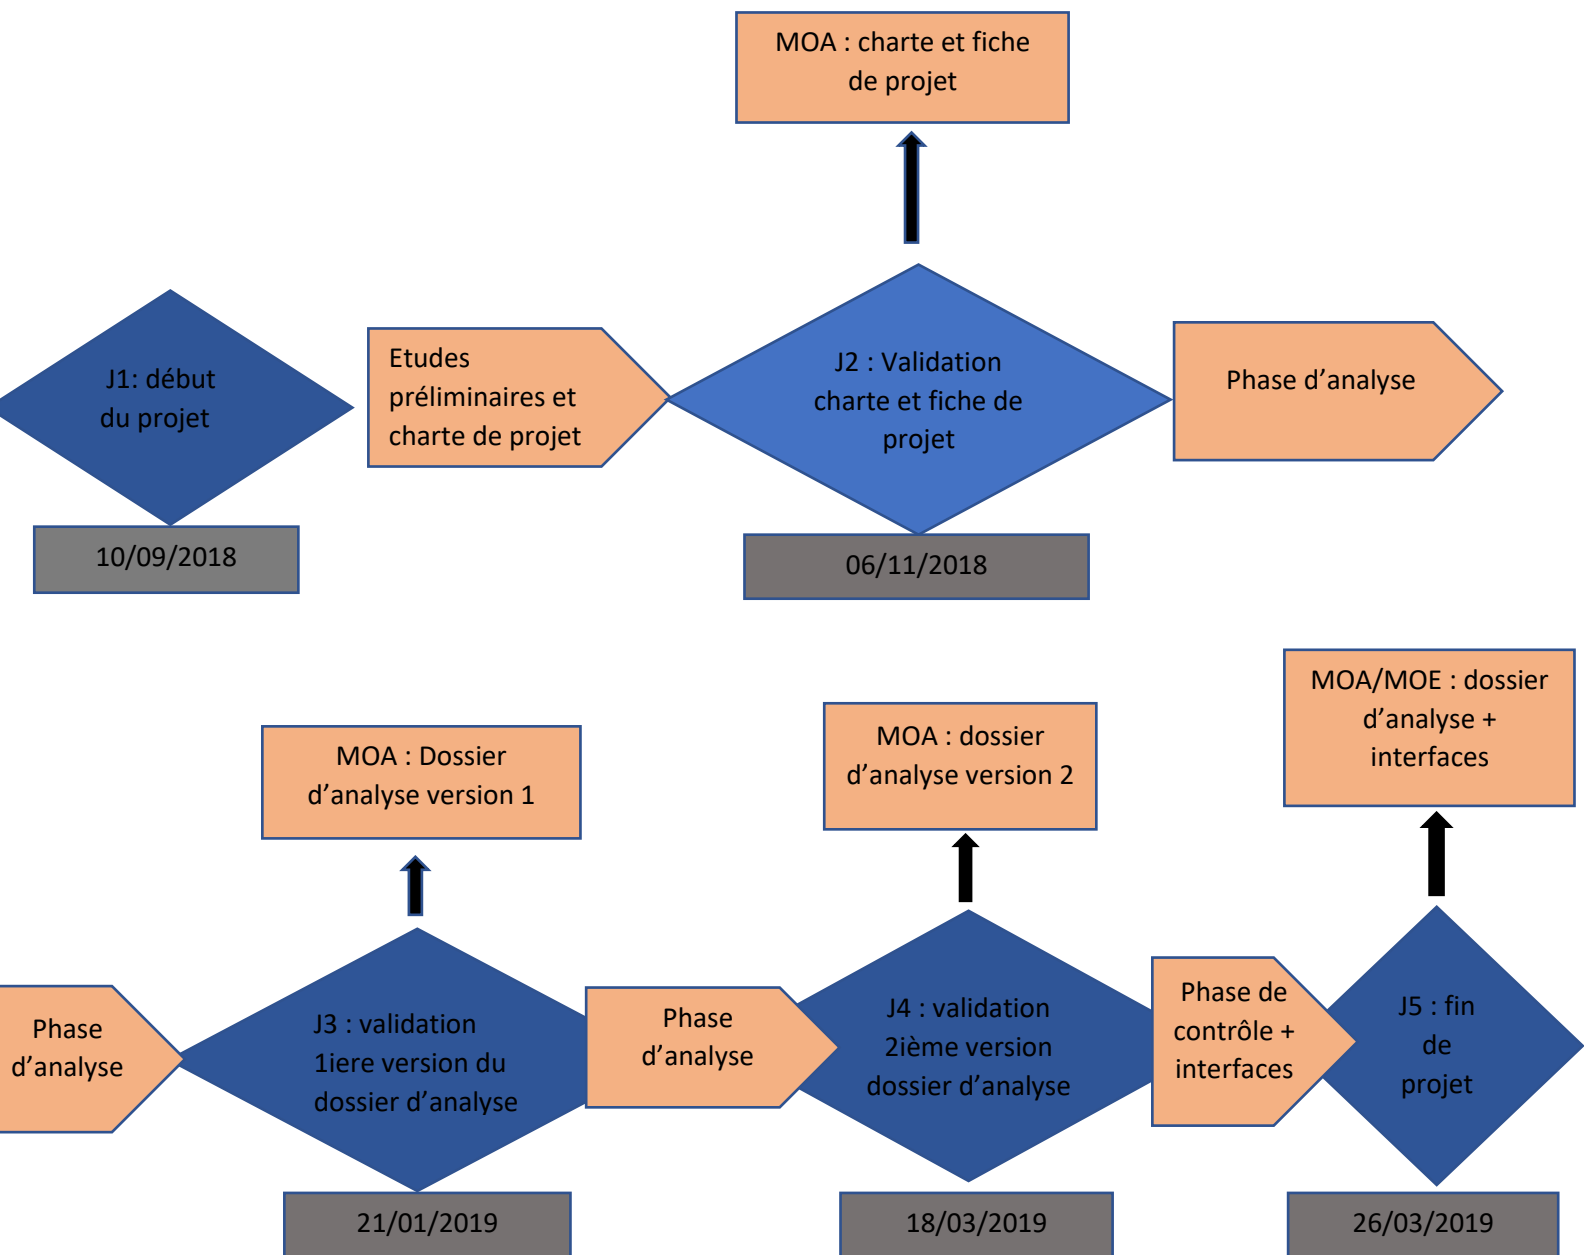 MOA : charte et fiche
de projet
J1: début
du projet
Etudes
préliminaires et
charte de projet
J2 : Validation
charte et fiche de
projet
Phase d’analyse
10/09/2018
06/11/2018
MOA : Dossier
d’analyse version 1
MOA : dossier
d’analyse version 2
MOA/MOE : dossier
d’analyse +
interfaces
Phase
d’analyse
J3 : validation
1iere version du
dossier d’analyse
Phase
d’analyse
J4 : validation
2ième version
dossier d’analyse
Phase de
contrôle +
interfaces
J5 : fin
de
projet
21/01/2019
18/03/2019
26/03/2019